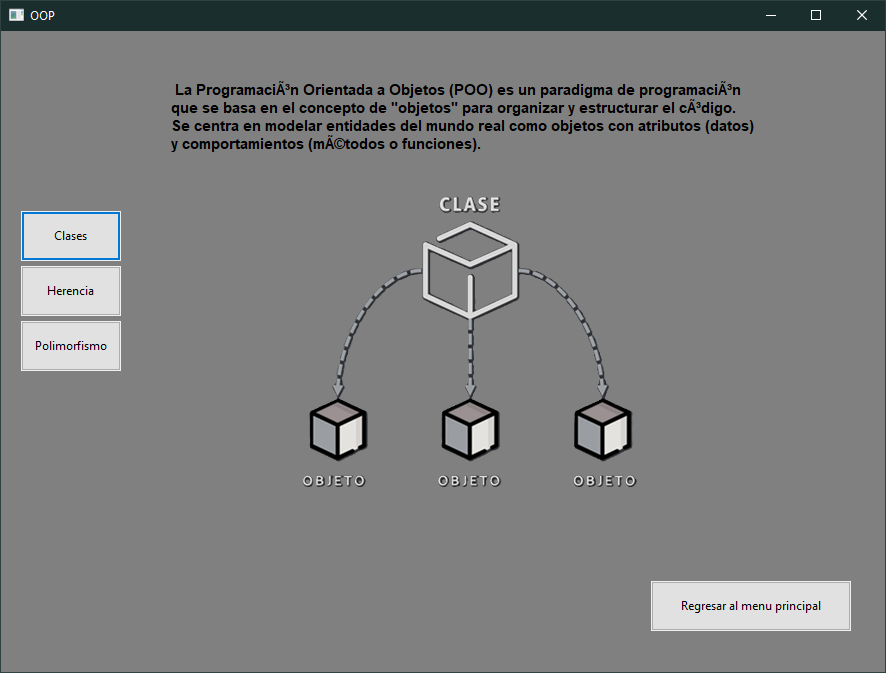 OOP
La ProgramaciÃ³n Orientada a Objetos (POO) es un paradigma de programaciÃ³n
que se basa en el concepto de "objetos" para organizar y estructurar el cÃ³digo.
Se centra en modelar entidades del mundo real como objetos con atributos (datos)
y comportamientos (mÃ©todos o funciones).
CLASE
Clases
Herencia
Polimorfismo
OBJETO OBJETO OBJETO
Regresar al menu principal